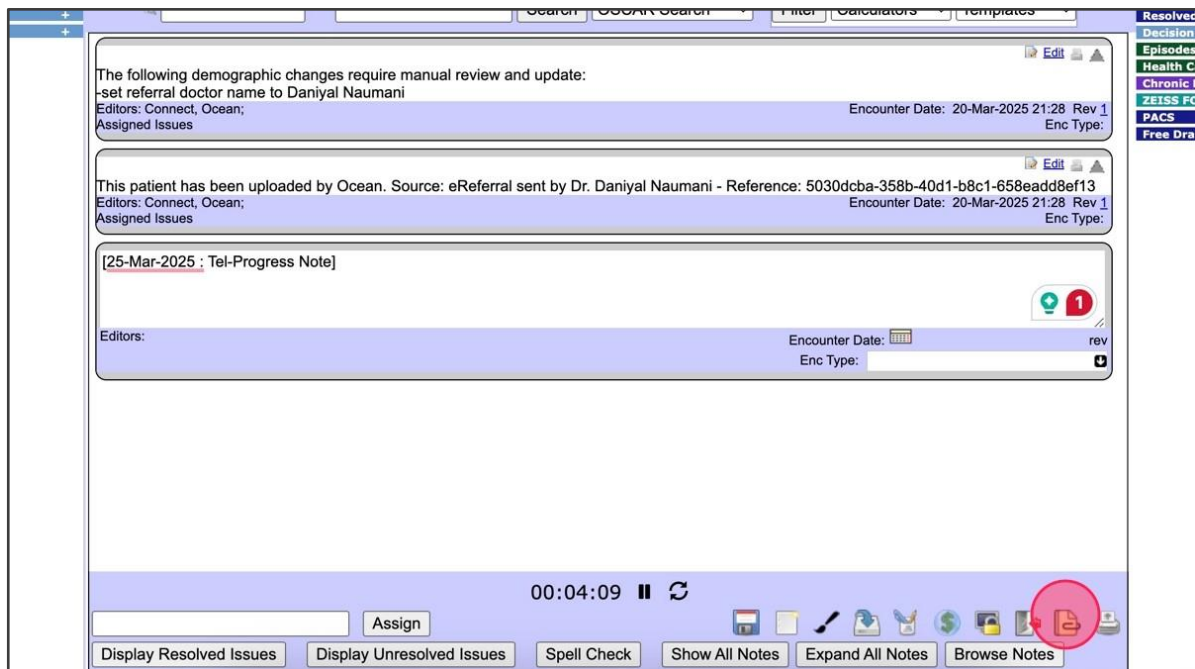 +
+
Search OSCAR Search Filter Calculators Templates
Resolved
Decision
Episodes
Health C
Chronic
ZEISS FO
PACS
Free Dra
Edit
The following demographic changes require manual review and update:
-set referral doctor name to Daniyal Naumani
Editors: Connect, Ocean; Encounter Date: 20-Mar-2025 21:28 Rev 1
Assigned Issues Enc Type:
Edit
This patient has been uploaded by Ocean. Source: eReferral sent by Dr. Daniyal Naumani - Reference: 5030dcba-358b-40d1-b8c1-658eadd8ef13
Editors: Connect, Ocean; Encounter Date: 20-Mar-2025 21:28 Rev 1
Assigned Issues Enc Type:
[25-Mar-2025 : Tel-Progress Note]
1
Editors: Encounter Date: rev
Enc Type:
00:04:09
Assign
Display Resolved Issues Display Unresolved Issues Spell Check Show All Notes Expand All Notes Browse Notes